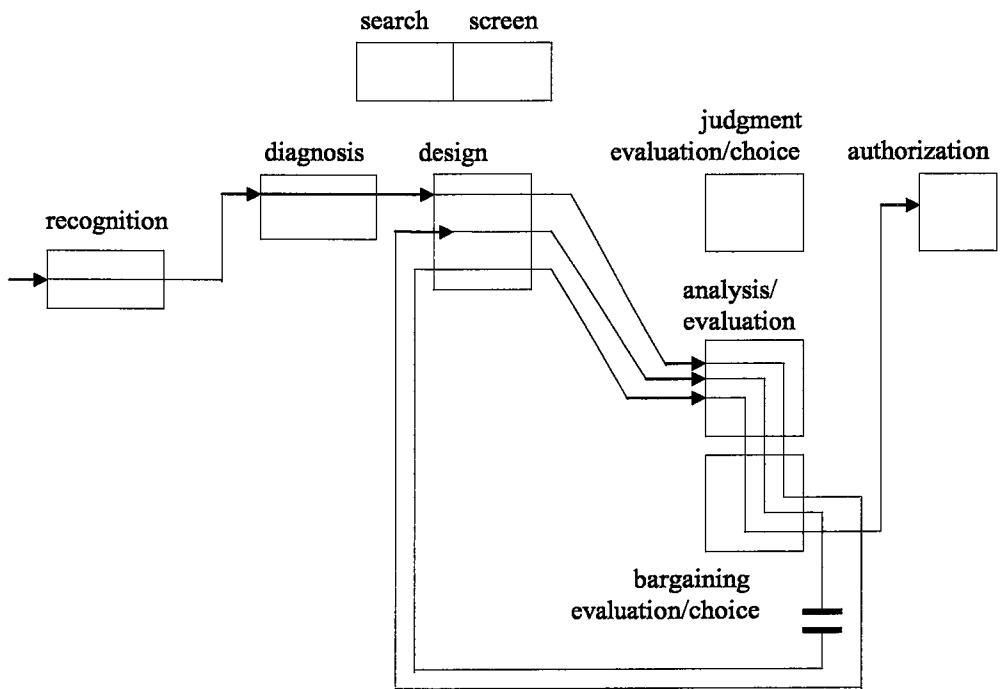 search screen
judgment
diagnosis design evaluation/choice authorization
recognition
analysis/
evaluation
bargaining
evaluation/choice